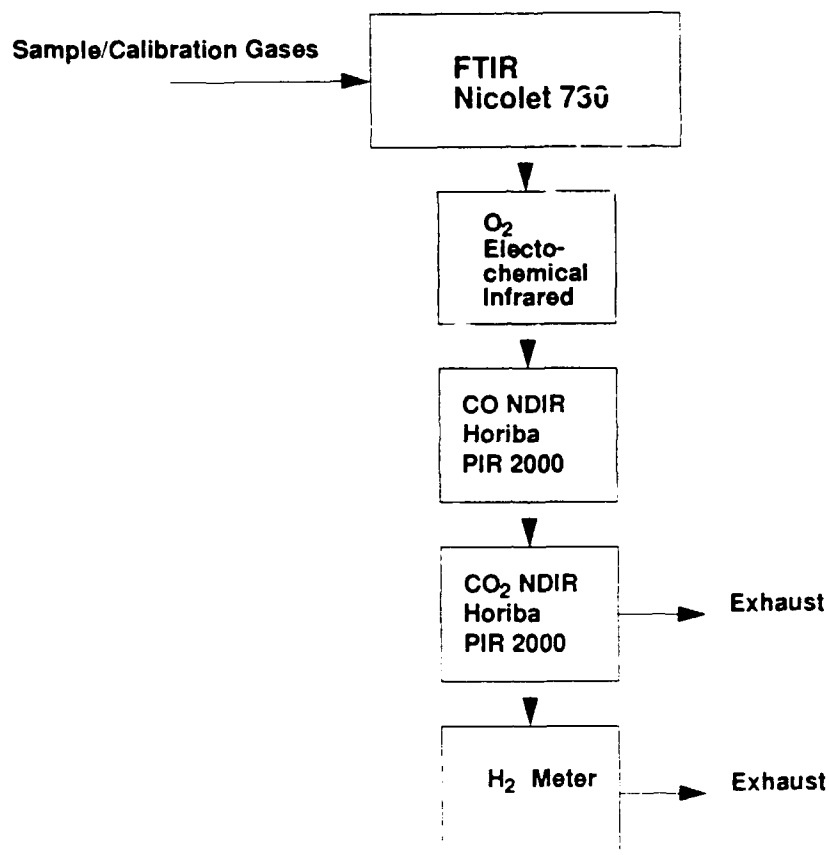 Sample/Calibration Gases
FTIR
Nicolet 730
O₂
Electo-
chemical
Infrared
CO NDIR
Horiba
PIR 2000
CO₂ NDIR
Horiba
PIR 2000
Exhaust
H₂ Meter
Exhaust